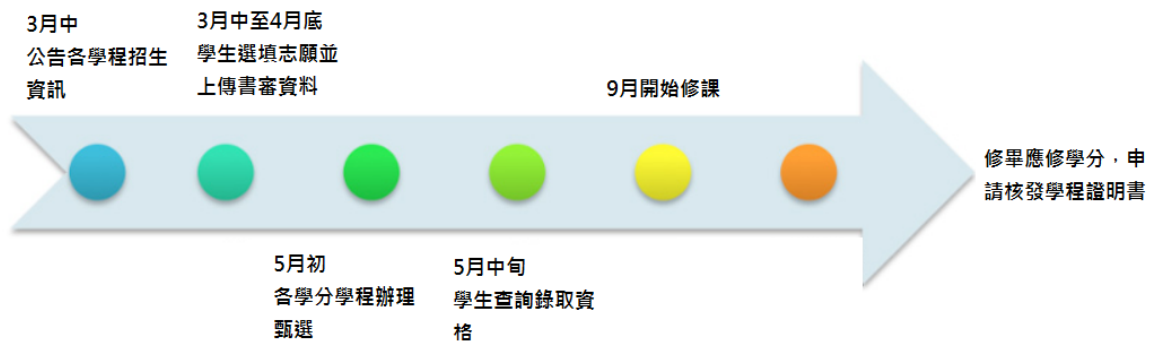 3月中
公告各學程招生
資訊
3月中至4月底
學生選填志願並
上傳書審資料
5月初
各學分學程辦理
甄選
5月中旬
學生查詢錄取資
格
9月開始修課
修畢應修學分，申
請核發學程證明書